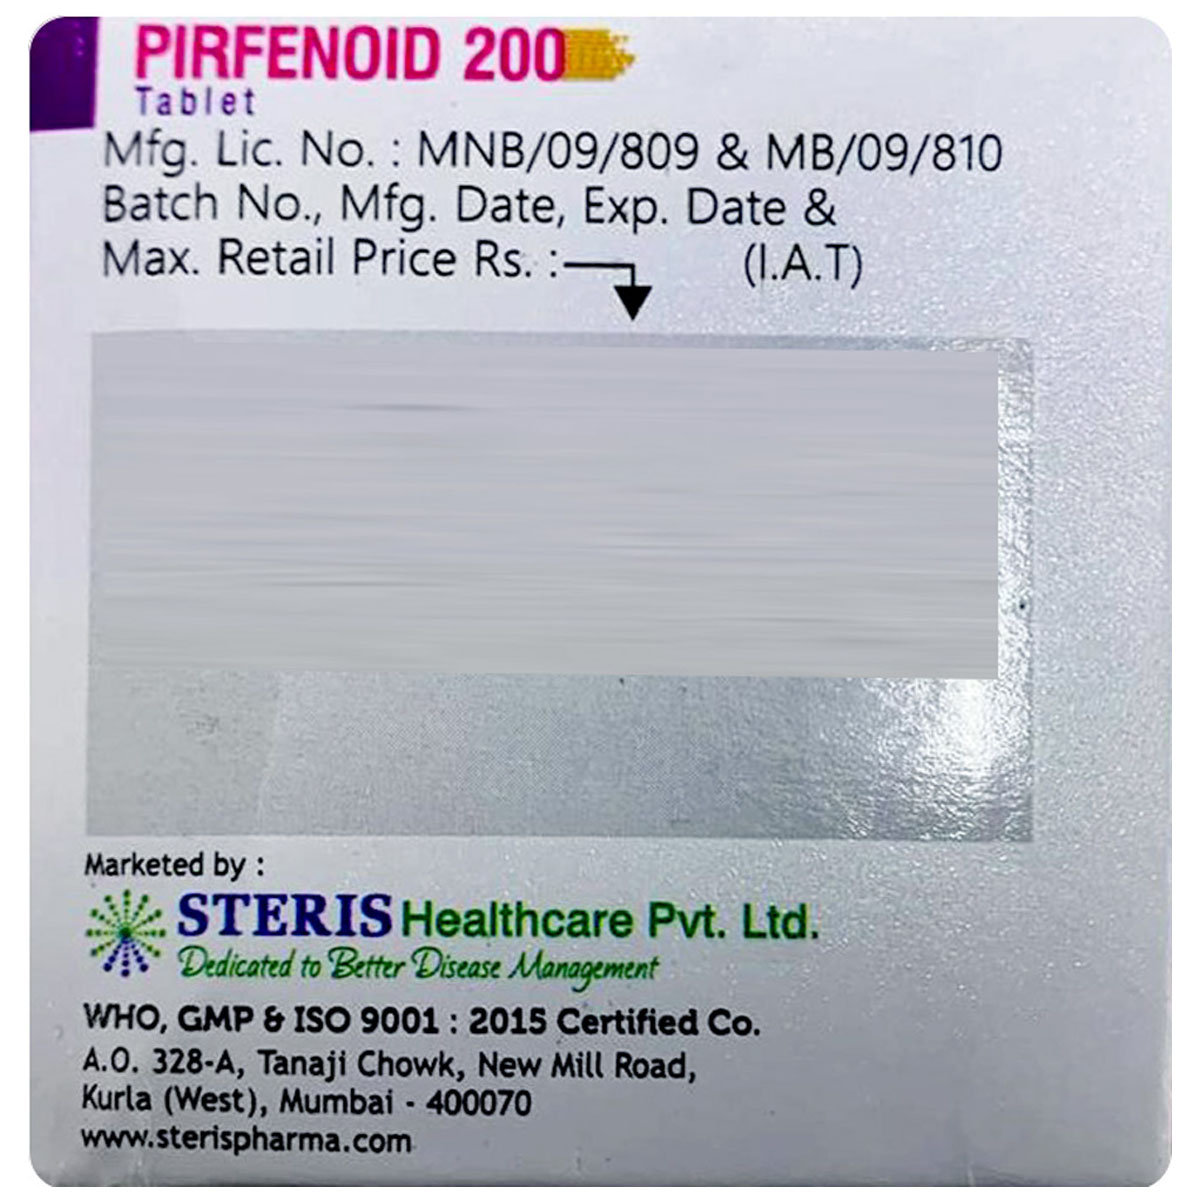 PIRFENOID 200
Tablet
Mfg. Lic. No. : MNB/09/809 & MB/09/810
Batch No., Mfg. Date, Exp. Date &
Max. Retail Price Rs. : (I.A.T)
Marketed by :
STERIS Healthcare Pvt. Ltd.
Dedicated to Better Disease Management
WHO, GMP & ISO 9001 : 2015 Certified Co.
A.O. 328-A, Tanaji Chowk, New Mill Road,
Kurla (West), Mumbai - 400070
www.sterispharma.com